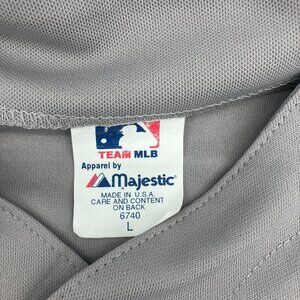 TEAM MLB
Apparel by
Majestic®
MADE IN U.S.A.
CARE AND CONTENT
ON BACK
6740
L